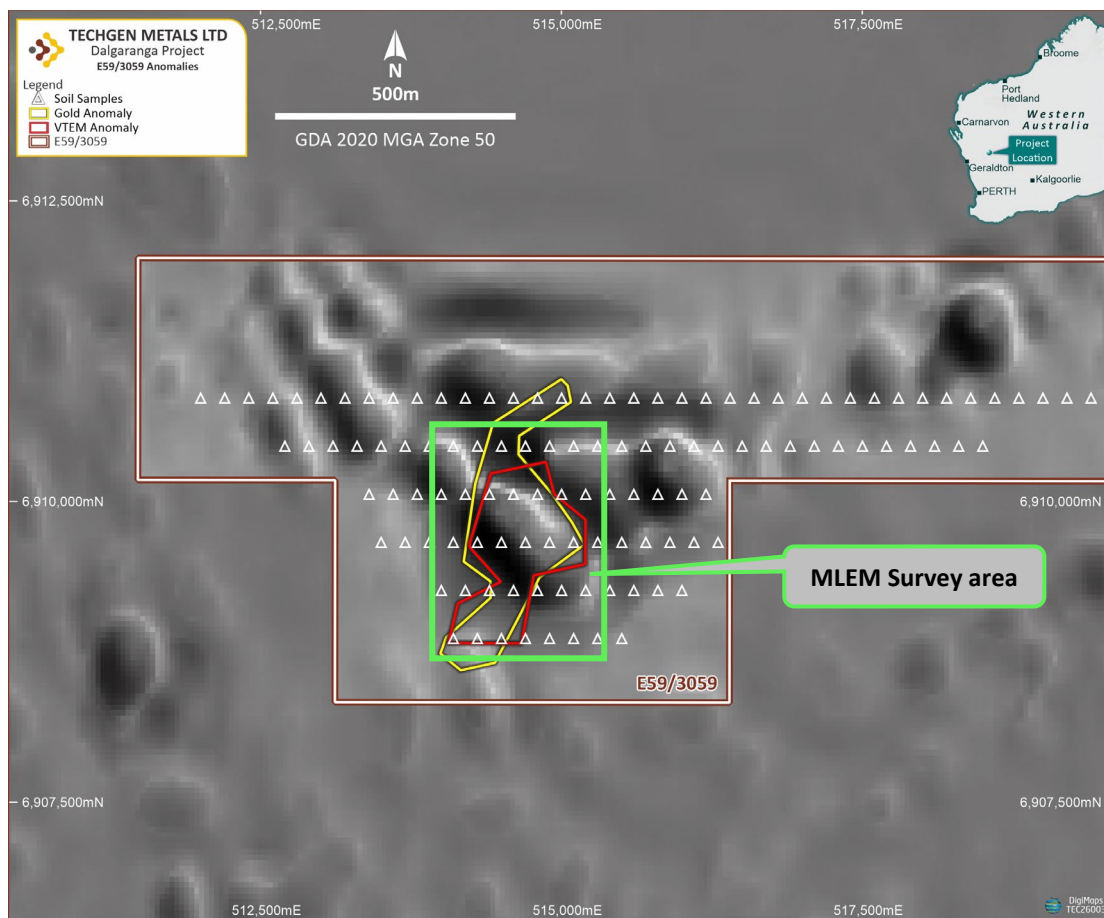 512,500mE
515,000mE
517,500mE
TECHGEN METALS LTD
Dalgaranga Project
E59/3059 Anomalies
Legend
Soil Samples
Gold Anomaly
VTEM Anomaly
E59/3059
N
500m
GDA 2020 MGA Zone 50
Broome
Port
Hedland
Western
Australia
Carnarvon
Project
Location
Geraldton
Kalgoorlie
PERTH
6,912,500mN
6,910,000mN
6,910,000mN
MLEM Survey area
E59/3059
6,907,500mN
6,907,500mN
512,500mE
515,000mE
517,500mE
DigiMaps
TEC26003